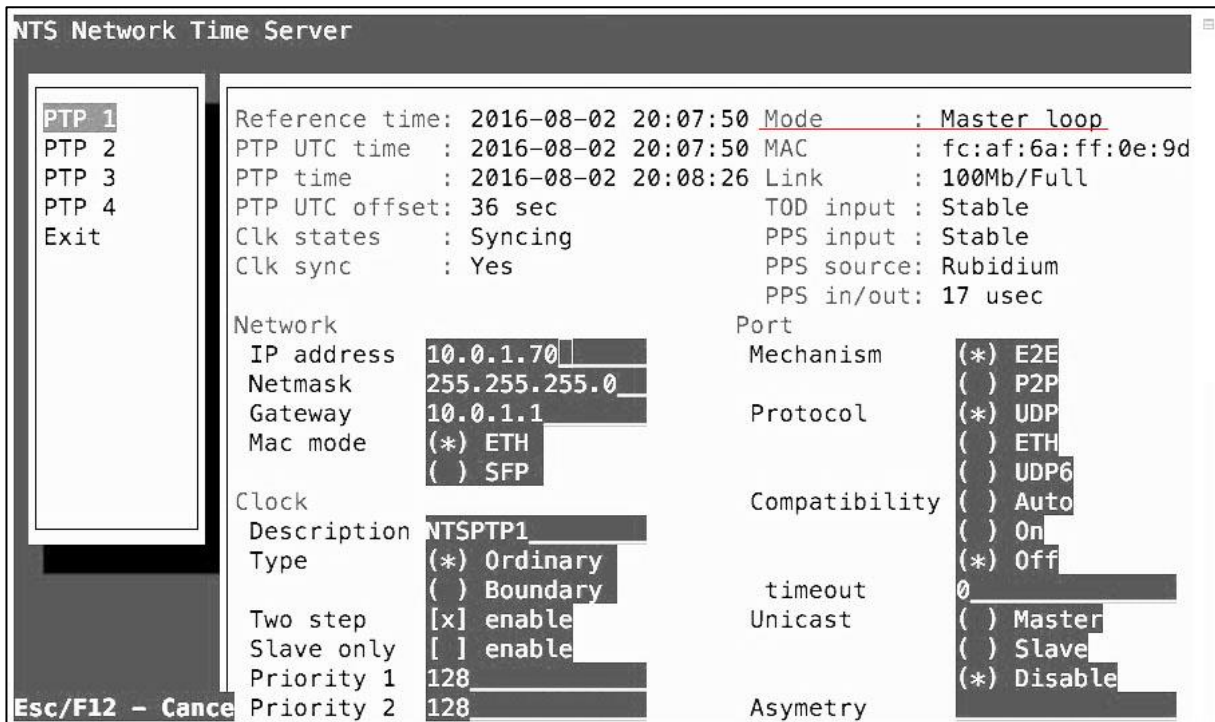 NTS Network Time Server
PTP 1
PTP 2
PTP 3
PTP 4
Exit
Reference time: 2016-08-02 20:07:50 Mode : Master loop
PTP UTC time : 2016-08-02 20:07:50 MAC : fc:af:6a:ff:0e:9d
PTP time : 2016-08-02 20:08:26 Link : 100Mb/Full
PTP UTC offset: 36 sec TOD input : Stable
Clk states : Syncing PPS input : Stable
Clk sync : Yes PPS source: Rubidium
PPS in/out: 17 usec
Network Port
IP address 10.0.1.70 Mechanism (*) E2E
Netmask 255.255.255.0__ ( ) P2P
Gateway 10.0.1.1 Protocol (*) UDP
Mac mode (*) ETH ( ) ETH
( ) SFP ( ) UDP6
Clock Compatibility ( ) Auto
Description NTSPTP1 ( ) On
Type (*) Ordinary (*) Off
( ) Boundary timeout 0
Two step [x] enable Unicast ( ) Master
Slave only [ ] enable ( ) Slave
Priority 1 128 (*) Disable
Esc/F12 - Cance Priority 2 128 Asymetry